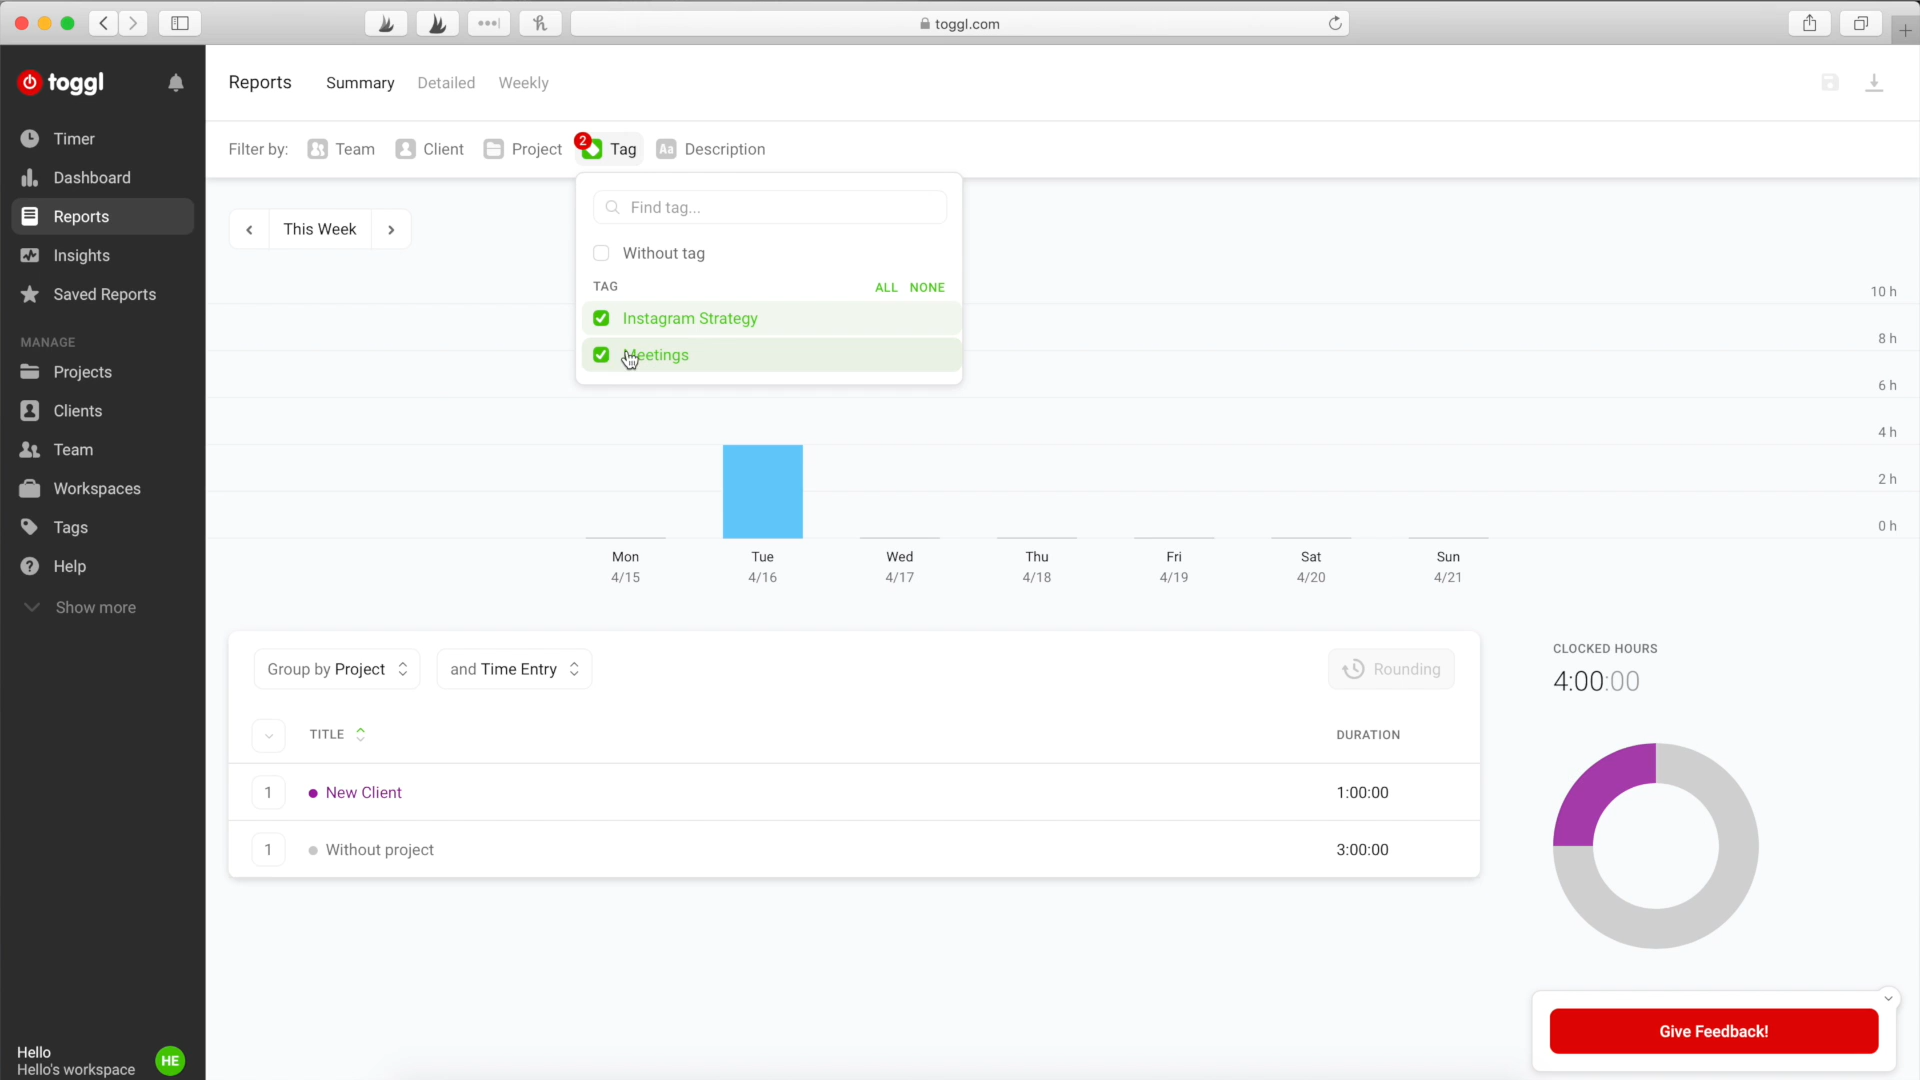 toggl.com
toggl
Timer
Dashboard
Reports
Insights
Saved Reports
MANAGE
Projects
Clients
Team
Workspaces
Tags
Help
Show more
Hello
Hello's workspace
HE
Reports Summary Detailed Weekly
Filter by: Team Client Project 2 Tag Aa Description
This Week
Find tag...
Without tag
TAG ALL NONE
Instagram Strategy
Meetings
10 h
8 h
6 h
4 h
2 h
0 h
Mon Tue Wed Thu Fri Sat Sun
4/15 4/16 4/17 4/18 4/19 4/20 4/21
Group by Project and Time Entry Rounding
TITLE DURATION
1 New Client 1:00:00
1 Without project 3:00:00
CLOCKED HOURS
4:00:00
Give Feedback!